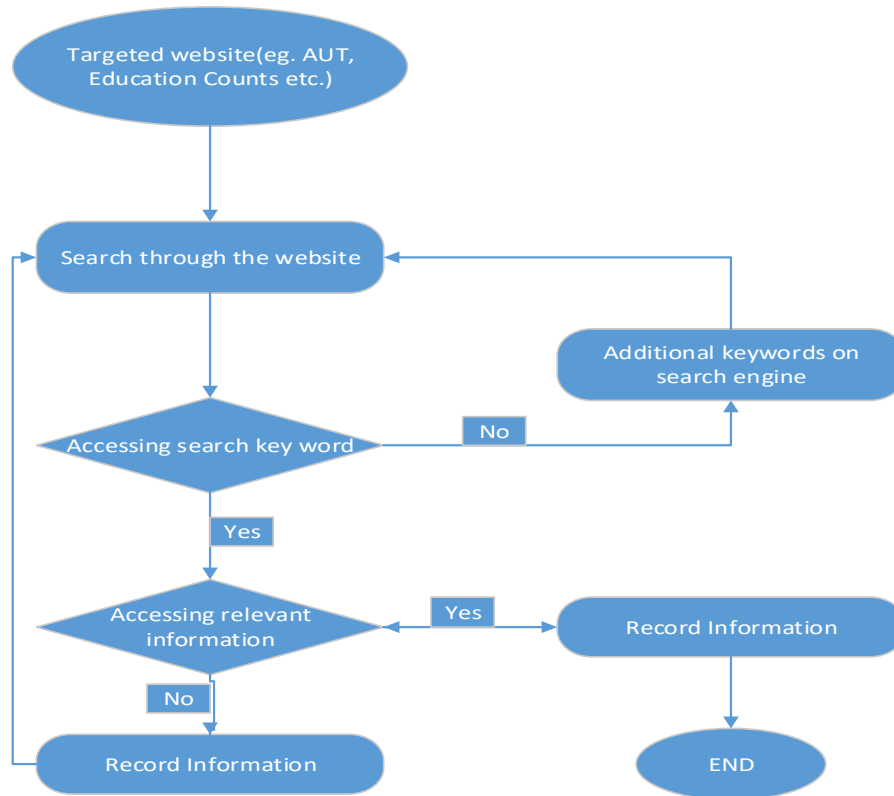 Targeted website(eg. AUT,
Education Counts etc.)
Search through the website
Additional keywords on
search engine
Accessing search key word
No
Yes
Accessing relevant
information
Yes
Record Information
No
Record Information
END